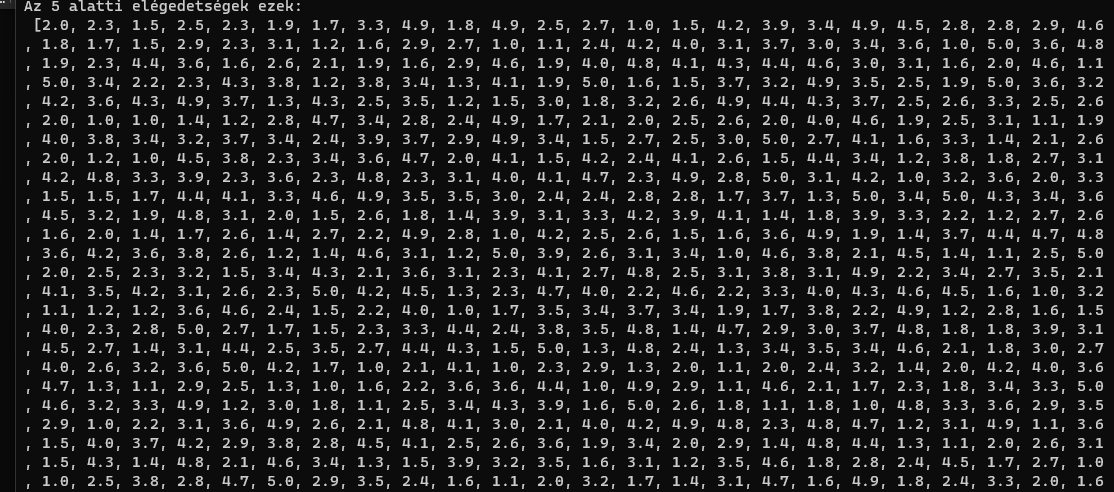 Az 5 alatti elégedetségek ezek:
[2.0, 2.3, 1.5, 2.5, 2.3, 1.9, 1.7, 3.3, 4.9, 1.8, 4.9, 2.5, 2.7, 1.0, 1.5, 4.2, 3.9, 3.4, 4.9, 4.5, 2.8, 2.8, 2.9, 4.6
, 1.8, 1.7, 1.5, 2.9, 2.3, 3.1, 1.2, 1.6, 2.9, 2.7, 1.0, 1.1, 2.4, 4.2, 4.0, 3.1, 3.7, 3.0, 3.4, 3.6, 1.0, 5.0, 3.6, 4.8
, 1.9, 2.3, 4.4, 3.6, 1.6, 2.6, 2.1, 1.9, 1.6, 2.9, 4.6, 1.9, 4.0, 4.8, 4.1, 4.3, 4.4, 4.6, 3.0, 3.1, 1.6, 2.0, 4.6, 1.1
, 5.0, 3.4, 2.2, 2.3, 4.3, 3.8, 1.2, 3.8, 3.4, 1.3, 4.1, 1.9, 5.0, 1.6, 1.5, 3.7, 3.2, 4.9, 3.5, 2.5, 1.9, 5.0, 3.6, 3.2
, 4.2, 3.6, 4.3, 4.9, 3.7, 1.3, 4.3, 2.5, 3.5, 1.2, 1.5, 3.0, 1.8, 3.2, 2.6, 4.9, 4.4, 4.3, 3.7, 2.5, 2.6, 3.3, 2.5, 2.6
, 2.0, 1.0, 1.0, 1.4, 1.2, 2.8, 4.7, 3.4, 2.8, 2.4, 4.9, 1.7, 2.1, 2.0, 2.5, 2.6, 2.0, 4.0, 4.6, 1.9, 2.5, 3.1, 1.1, 1.9
, 4.0, 3.8, 3.4, 3.2, 3.7, 3.4, 2.4, 3.9, 3.7, 2.9, 4.9, 3.4, 1.5, 2.7, 2.5, 3.0, 5.0, 2.7, 4.1, 1.6, 3.3, 1.4, 2.1, 2.6
, 2.0, 1.2, 1.0, 4.5, 3.8, 2.3, 3.4, 3.6, 4.7, 2.0, 4.1, 1.5, 4.2, 2.4, 4.1, 2.6, 1.5, 4.4, 3.4, 1.2, 3.8, 1.8, 2.7, 3.1
, 4.2, 4.8, 3.3, 3.9, 2.3, 3.6, 2.3, 4.8, 2.3, 3.1, 4.0, 4.1, 4.7, 2.3, 4.9, 2.8, 5.0, 3.1, 4.2, 1.0, 3.2, 3.6, 2.0, 3.3
, 1.5, 1.5, 1.7, 4.4, 4.1, 3.3, 4.6, 4.9, 3.5, 3.5, 3.0, 2.4, 2.4, 2.8, 2.8, 1.7, 3.7, 1.3, 5.0, 3.4, 5.0, 4.3, 3.4, 3.6
, 4.5, 3.2, 1.9, 4.8, 3.1, 2.0, 1.5, 2.6, 1.8, 1.4, 3.9, 3.1, 3.3, 4.2, 3.9, 4.1, 1.4, 1.8, 3.9, 3.3, 2.2, 1.2, 2.7, 2.6
, 1.6, 2.0, 1.4, 1.7, 2.6, 1.4, 2.7, 2.2, 4.9, 2.8, 1.0, 4.2, 2.5, 2.6, 1.5, 1.6, 3.6, 4.9, 1.9, 1.4, 3.7, 4.4, 4.7, 4.8
, 3.6, 4.2, 3.6, 3.8, 2.6, 1.2, 1.4, 4.6, 3.1, 1.2, 5.0, 3.9, 2.6, 3.1, 3.4, 1.0, 4.6, 3.8, 2.1, 4.5, 1.4, 1.1, 2.5, 5.0
, 2.0, 2.5, 2.3, 3.2, 1.5, 3.4, 4.3, 2.1, 3.6, 3.1, 2.3, 4.1, 2.7, 4.8, 2.5, 3.1, 3.8, 3.1, 4.9, 2.2, 3.4, 2.7, 3.5, 2.1
, 4.1, 3.5, 4.2, 3.1, 2.6, 2.3, 5.0, 4.2, 4.5, 1.3, 2.3, 4.7, 4.0, 2.2, 4.6, 2.2, 3.3, 4.0, 4.3, 4.6, 4.5, 1.6, 1.0, 3.2
, 1.1, 1.2, 1.2, 3.6, 4.6, 2.4, 1.5, 2.2, 4.0, 1.0, 1.7, 3.5, 3.4, 3.7, 3.4, 1.9, 1.7, 3.8, 2.2, 4.9, 1.2, 2.8, 1.6, 1.5
, 4.0, 2.3, 2.8, 5.0, 2.7, 1.7, 1.5, 2.3, 3.3, 4.4, 2.4, 3.8, 3.5, 4.8, 1.4, 4.7, 2.9, 3.0, 3.7, 4.8, 1.8, 1.8, 3.9, 3.1
, 4.5, 2.7, 1.4, 3.1, 4.4, 2.5, 3.5, 2.7, 4.4, 4.3, 1.5, 5.0, 1.3, 4.8, 2.4, 1.3, 3.4, 3.5, 3.4, 4.6, 2.1, 1.8, 3.0, 2.7
, 4.0, 2.6, 3.2, 3.6, 5.0, 4.2, 1.7, 1.0, 2.1, 4.1, 1.0, 2.3, 2.9, 1.3, 2.0, 1.1, 2.0, 2.4, 3.2, 1.4, 2.0, 4.2, 4.0, 3.6
, 4.7, 1.3, 1.1, 2.9, 2.5, 1.3, 1.0, 1.6, 2.2, 3.6, 3.6, 4.4, 1.0, 4.9, 2.9, 1.1, 4.6, 2.1, 1.7, 2.3, 1.8, 3.4, 3.3, 5.0
, 4.6, 3.2, 3.3, 4.9, 1.2, 3.0, 1.8, 1.1, 2.5, 3.4, 4.3, 3.9, 1.6, 5.0, 2.6, 1.8, 1.1, 1.8, 1.0, 4.8, 3.3, 3.6, 2.9, 3.5
, 2.9, 1.0, 2.2, 3.1, 3.6, 4.9, 2.6, 2.1, 4.8, 4.1, 3.0, 2.1, 4.0, 4.2, 4.9, 4.8, 2.3, 4.8, 4.7, 1.2, 3.1, 4.9, 1.1, 3.6
, 1.5, 4.0, 3.7, 4.2, 2.9, 3.8, 2.8, 4.5, 4.1, 2.5, 2.6, 3.6, 1.9, 3.4, 2.0, 2.9, 1.4, 4.8, 4.4, 1.3, 1.1, 2.0, 2.6, 3.1
, 1.5, 4.3, 1.4, 4.8, 2.1, 4.6, 3.4, 1.3, 1.5, 3.9, 3.2, 3.5, 1.6, 3.1, 1.2, 3.5, 4.6, 1.8, 2.8, 2.4, 4.5, 1.7, 2.7, 1.0
, 1.0, 2.5, 3.8, 2.8, 4.7, 5.0, 2.9, 3.5, 2.4, 1.6, 1.1, 2.0, 3.2, 1.7, 1.4, 3.1, 4.7, 1.6, 4.9, 1.8, 2.4, 3.3, 2.0, 1.6